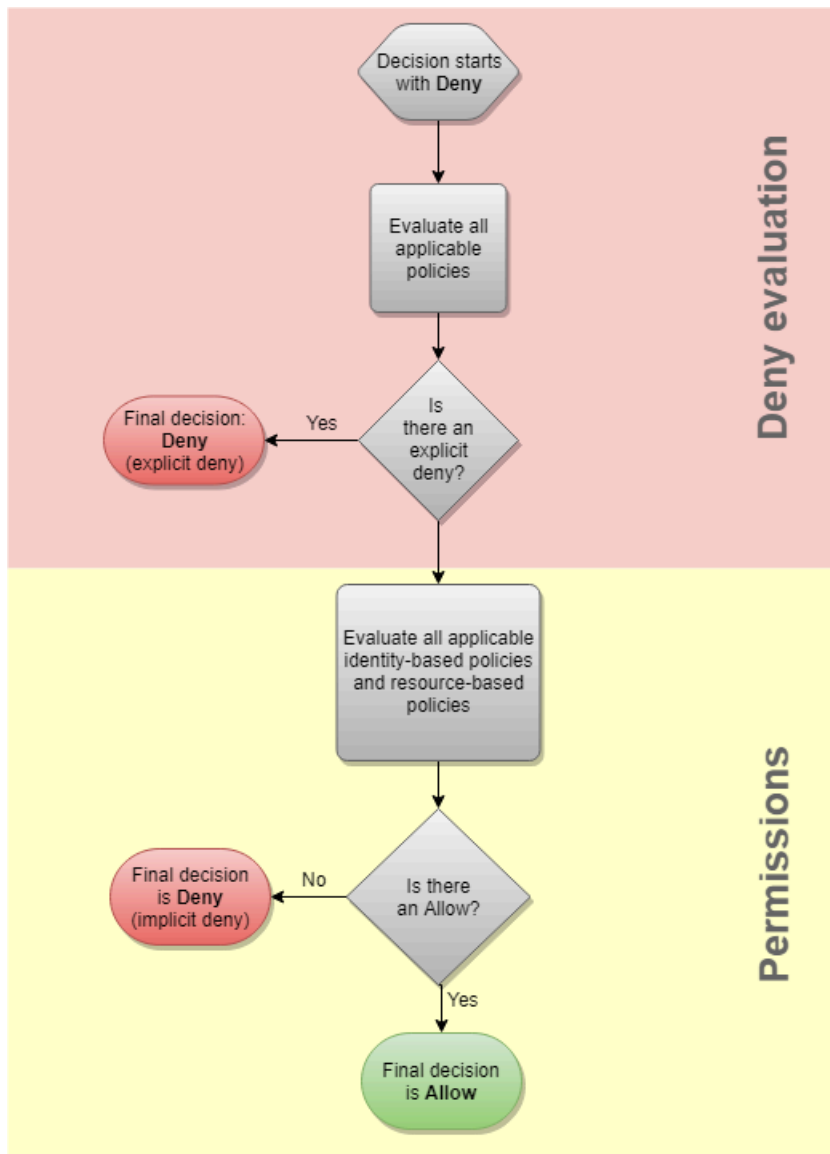 Decision starts
with Deny
Evaluate all
applicable
policies
Is
there an
explicit
deny?
Yes
Final decision:
Deny
(explicit deny)
Deny evaluation
Evaluate all applicable
identity-based policies
and resource-based
policies
Is there
an Allow?
No
Final decision
is Deny
(implicit deny)
Yes
Final decision
is Allow
Permissions